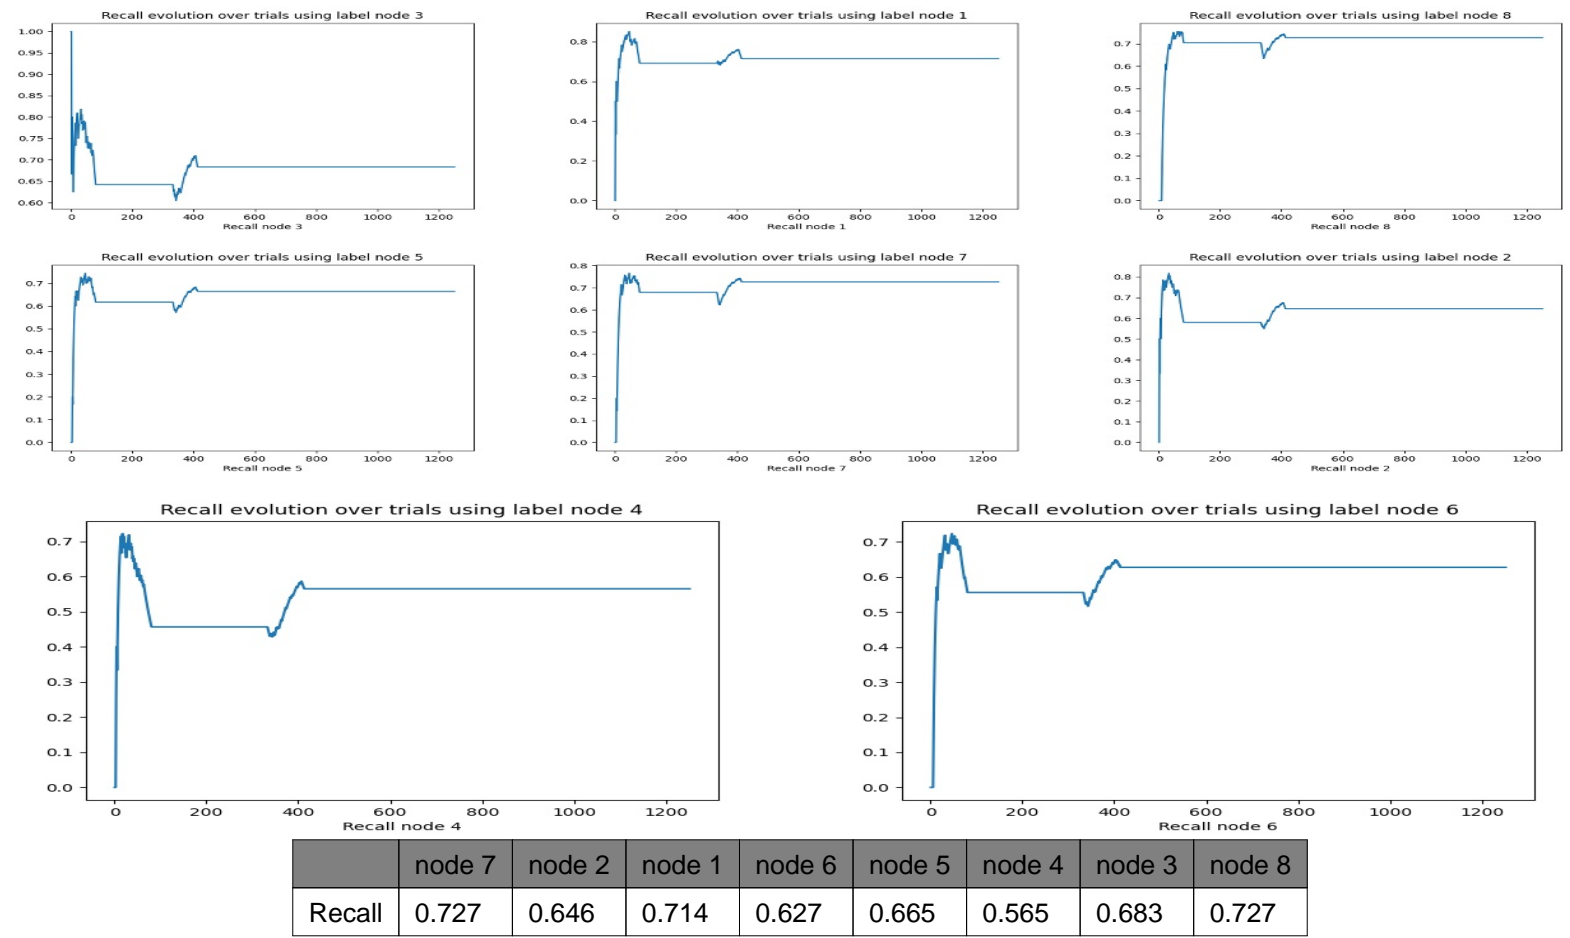 Recall evolution over trials using label node 3
1.00
0.95
0.90
0.85
0.80
0.75
0.70
0.65
0.60
0 200 400 600 800 1000 1200
Recall node 3
Recall evolution over trials using label node 1
0.8
0.6
0.4
0.2
0.0
0 200 400 600 800 1000 1200
Recall node 1
Recall evolution over trials using label node 8
0.7
0.6
0.5
0.4
0.3
0.2
0.1
0.0
0 200 400 600 800 1000 1200
Recall node 8
Recall evolution over trials using label node 5
0.7
0.6
0.5
0.4
0.3
0.2
0.1
0.0
0 200 400 600 800 1000 1200
Recall node 5
Recall evolution over trials using label node 7
0.8
0.7
0.6
0.5
0.4
0.3
0.2
0.1
0.0
0 200 400 600 800 1000 1200
Recall node 7
Recall evolution over trials using label node 2
0.8
0.7
0.6
0.5
0.4
0.3
0.2
0.1
0.0
0 200 400 600 800 1000 1200
Recall node 2
Recall evolution over trials using label node 4
0.7
0.6
0.5
0.4
0.3
0.2
0.1
0.0
0 200 400 600 800 1000 1200
Recall node 4
Recall evolution over trials using label node 6
0.7
0.6
0.5
0.4
0.3
0.2
0.1
0.0
0 200 400 600 800 1000 1200
Recall node 6
node 7 node 2 node 1 node 6 node 5 node 4 node 3 node 8
Recall 0.727 0.646 0.714 0.627 0.665 0.565 0.683 0.727